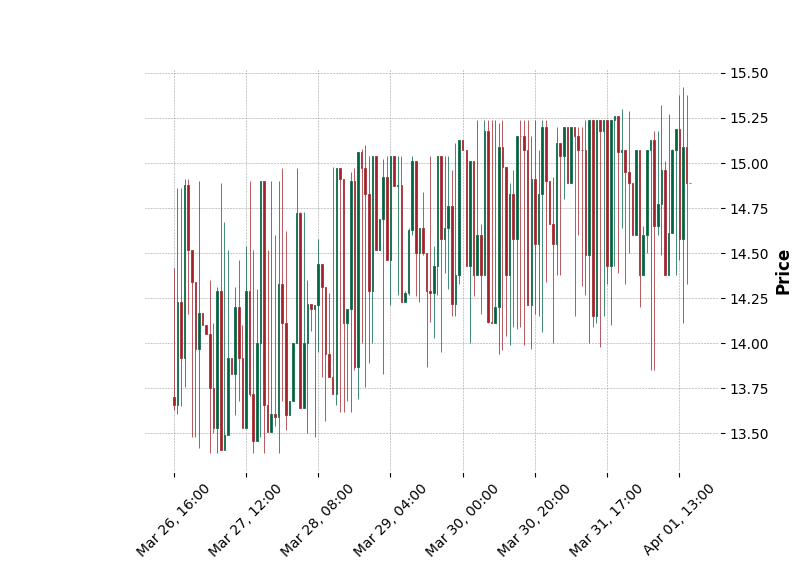 15.50
15.25
15.00
14.75
14.50
14.25
14.00
13.75
13.50
Price
Mar 26, 16:00
Mar 27, 12:00
Mar 28, 08:00
Mar 29, 04:00
Mar 30, 00:00
Mar 30, 20:00
Mar 31, 17:00
Apr 01, 13:00